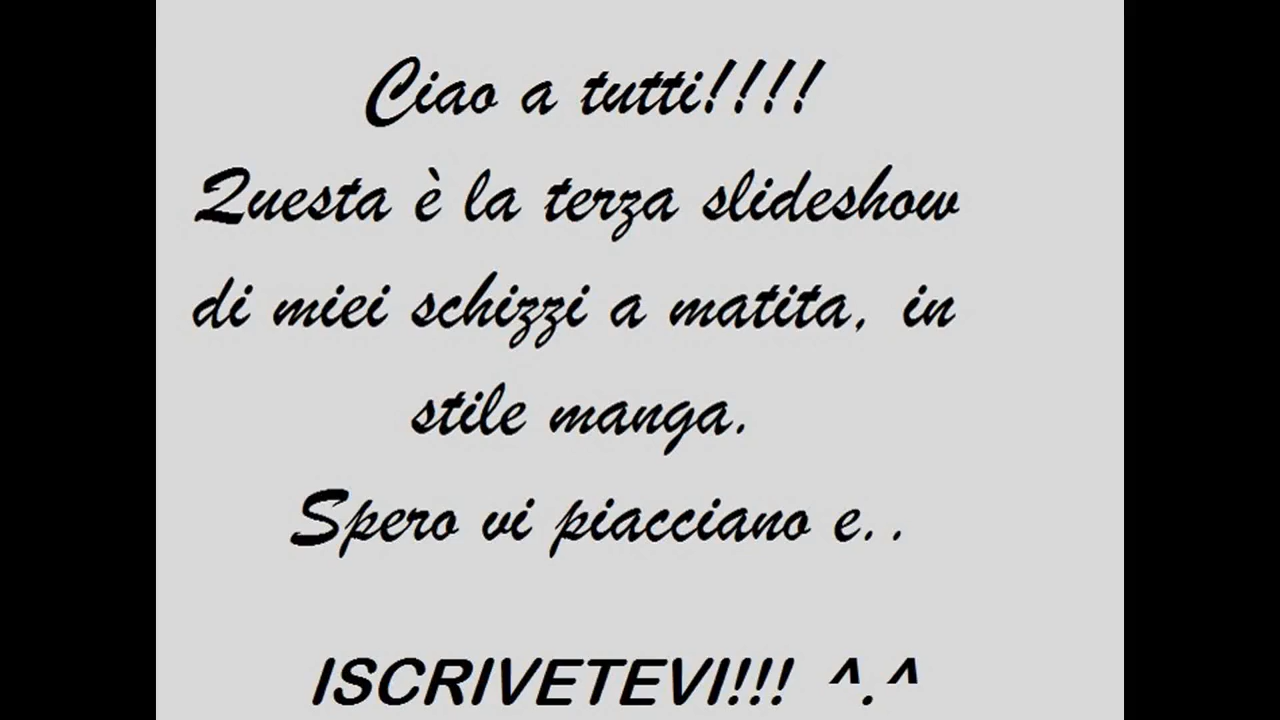 Ciao a tutti!!!!
Questa è la terza slideshow
di miei schizzi a matita, in
stile manga.
Spero vi piacciano e..
ISCRIVETEVI!!! ^.^